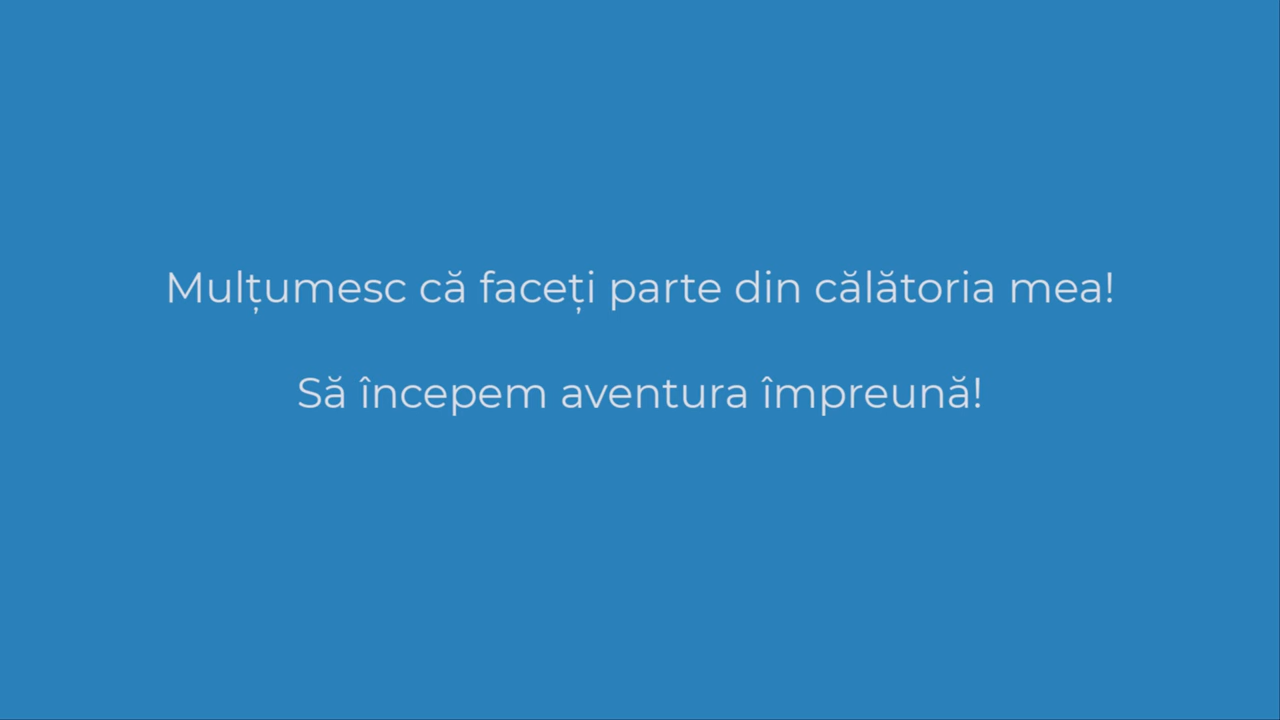 Mulțumesc că faceți parte din călătoria mea!
Să începem aventura împreună!